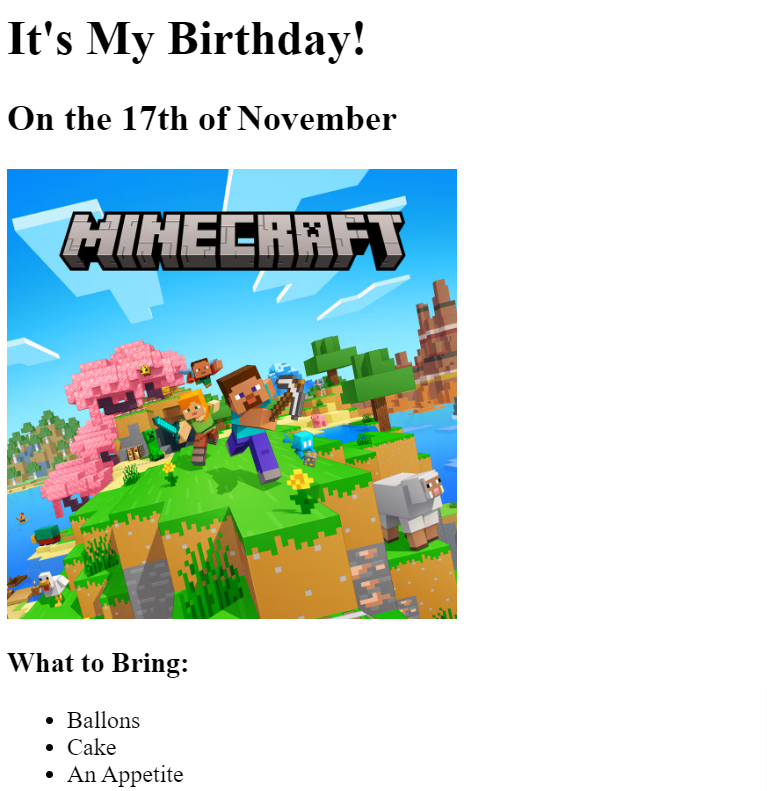 It's My Birthday!
On the 17th of November
MINECRAFT
What to Bring:
Ballons
Cake
An Appetite